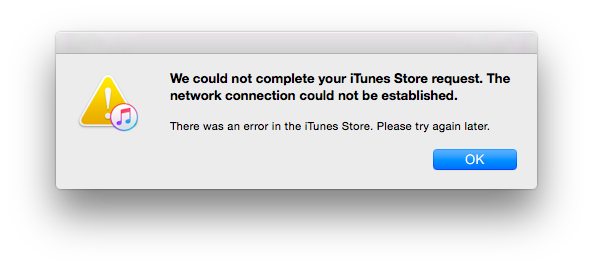 We could not complete your iTunes Store request. The
network connection could not be established.
There was an error in the iTunes Store. Please try again later.
OK